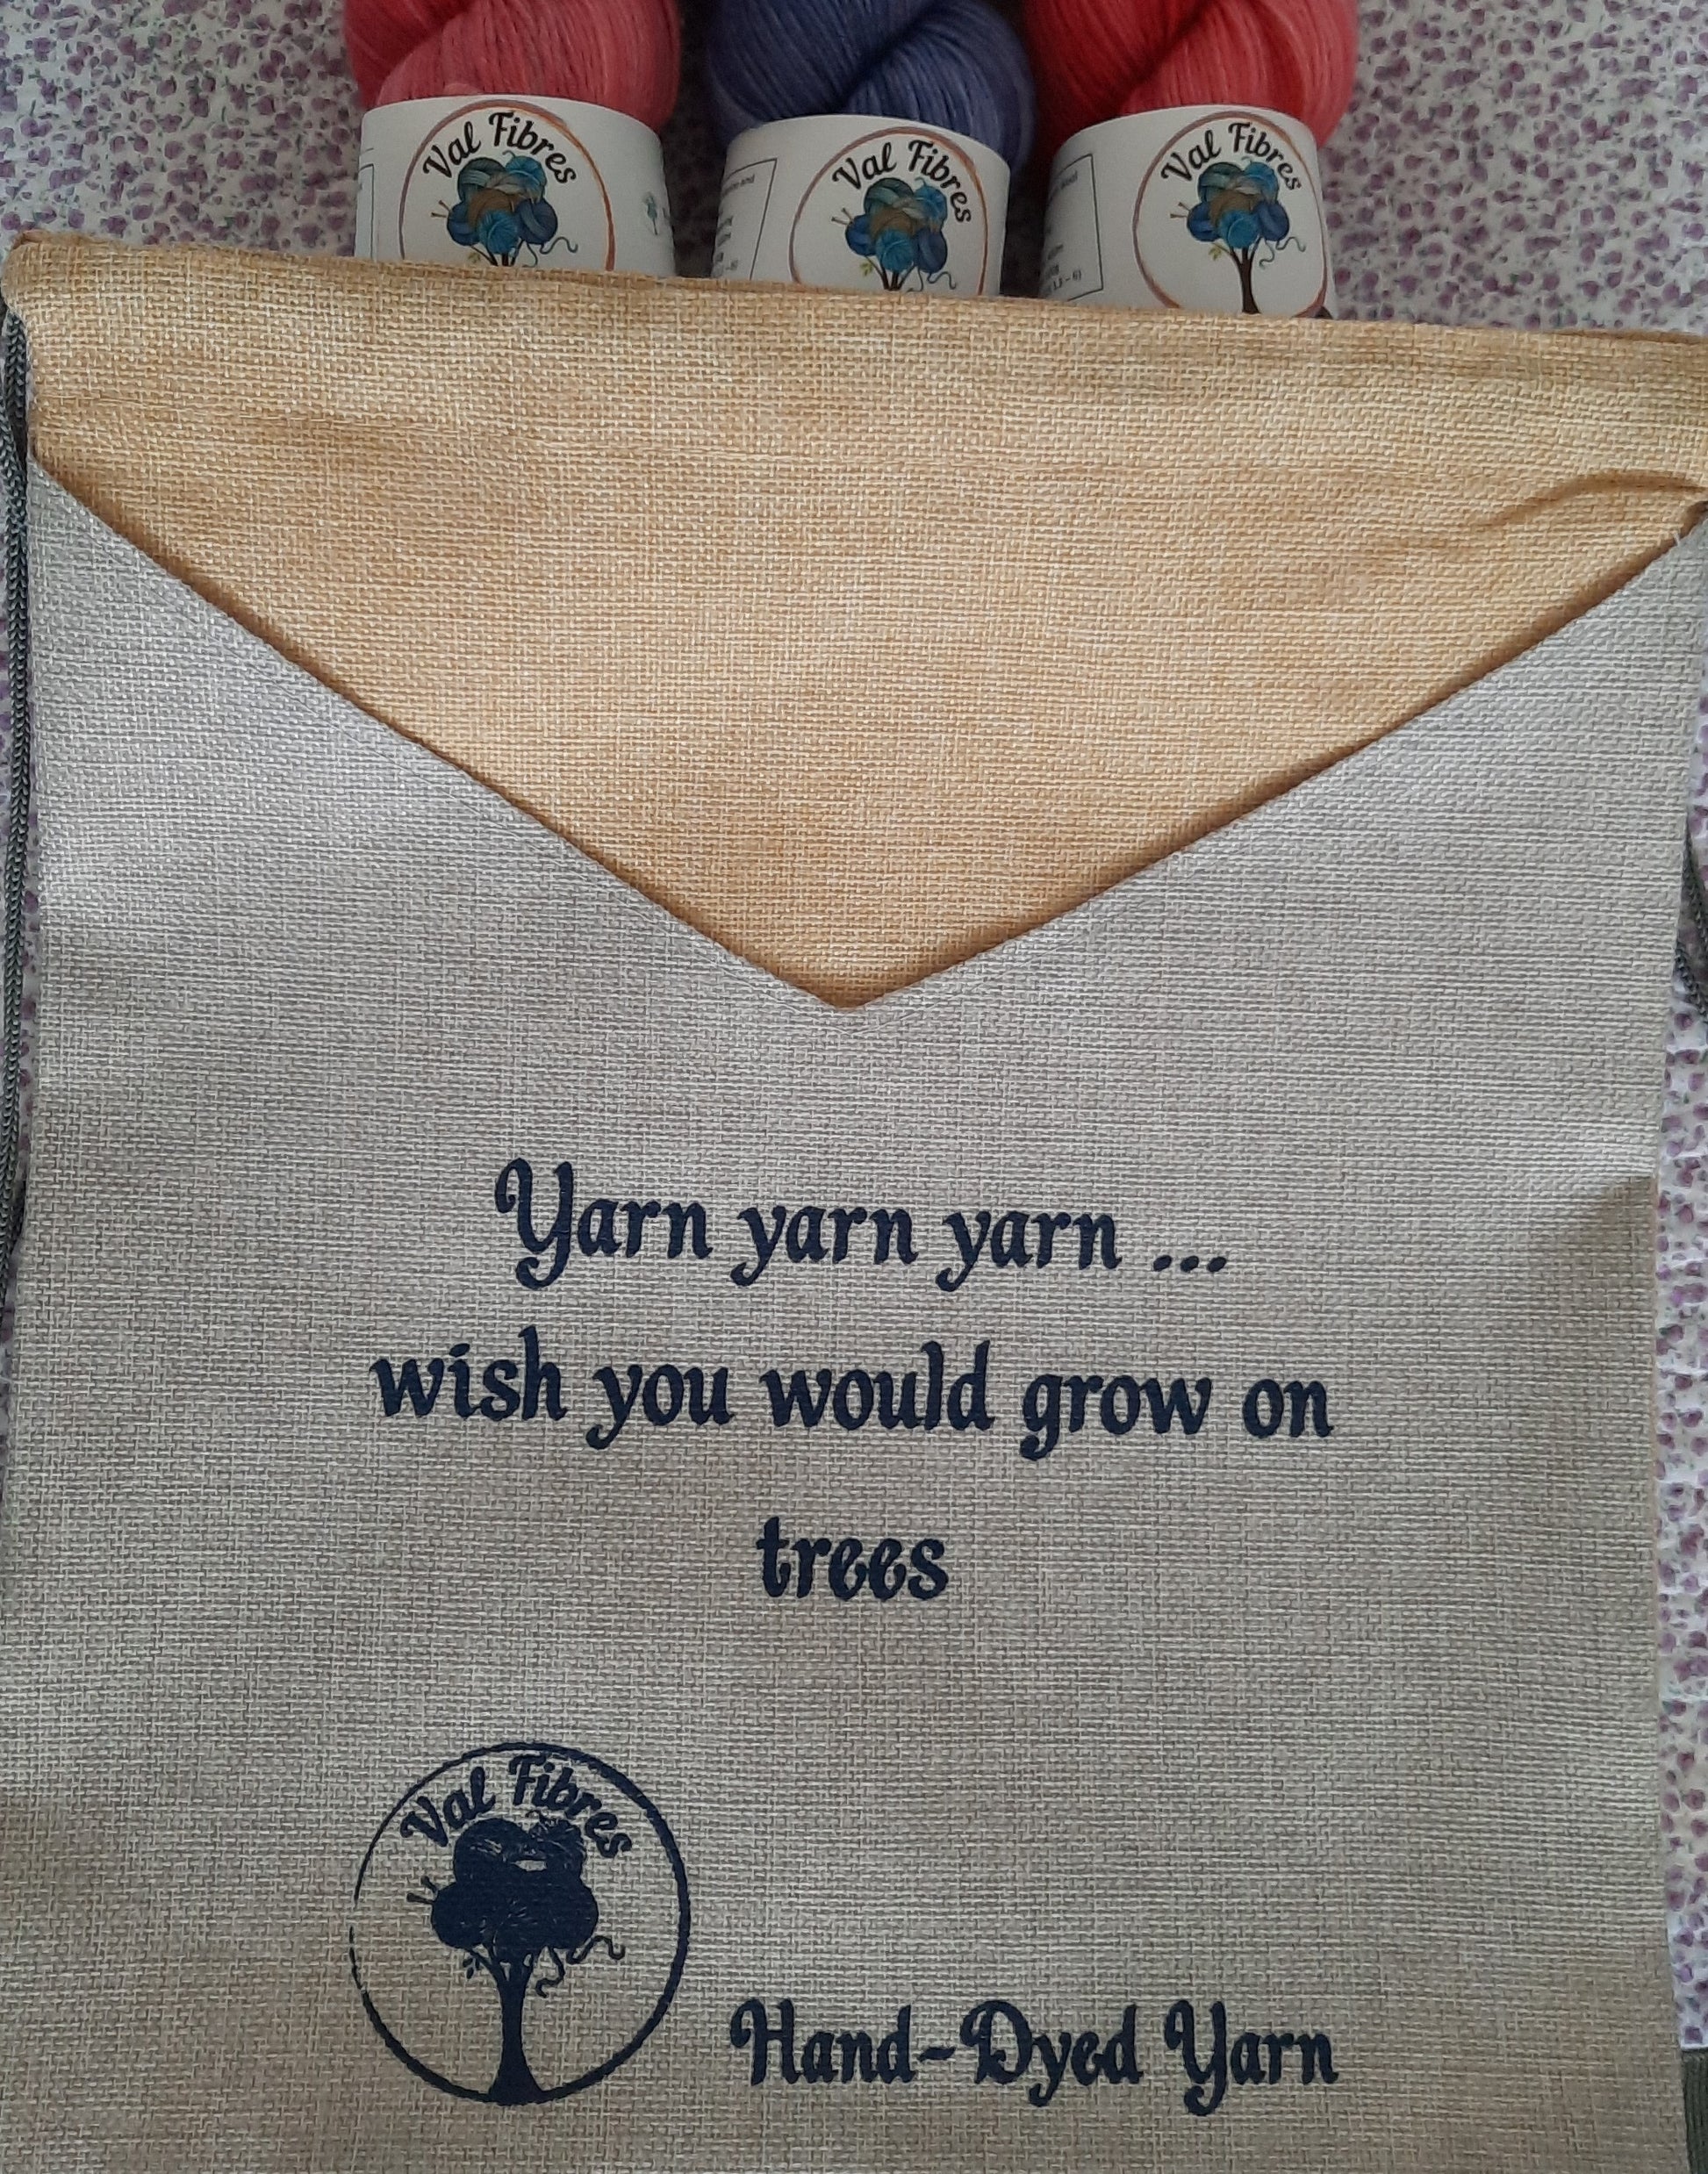 Val Fibres
Val Fibres
Val Fibres
Yarn yarn yarn ...
wish you would grow on
trees
Val Fibres
Hand-Dyed Yarn